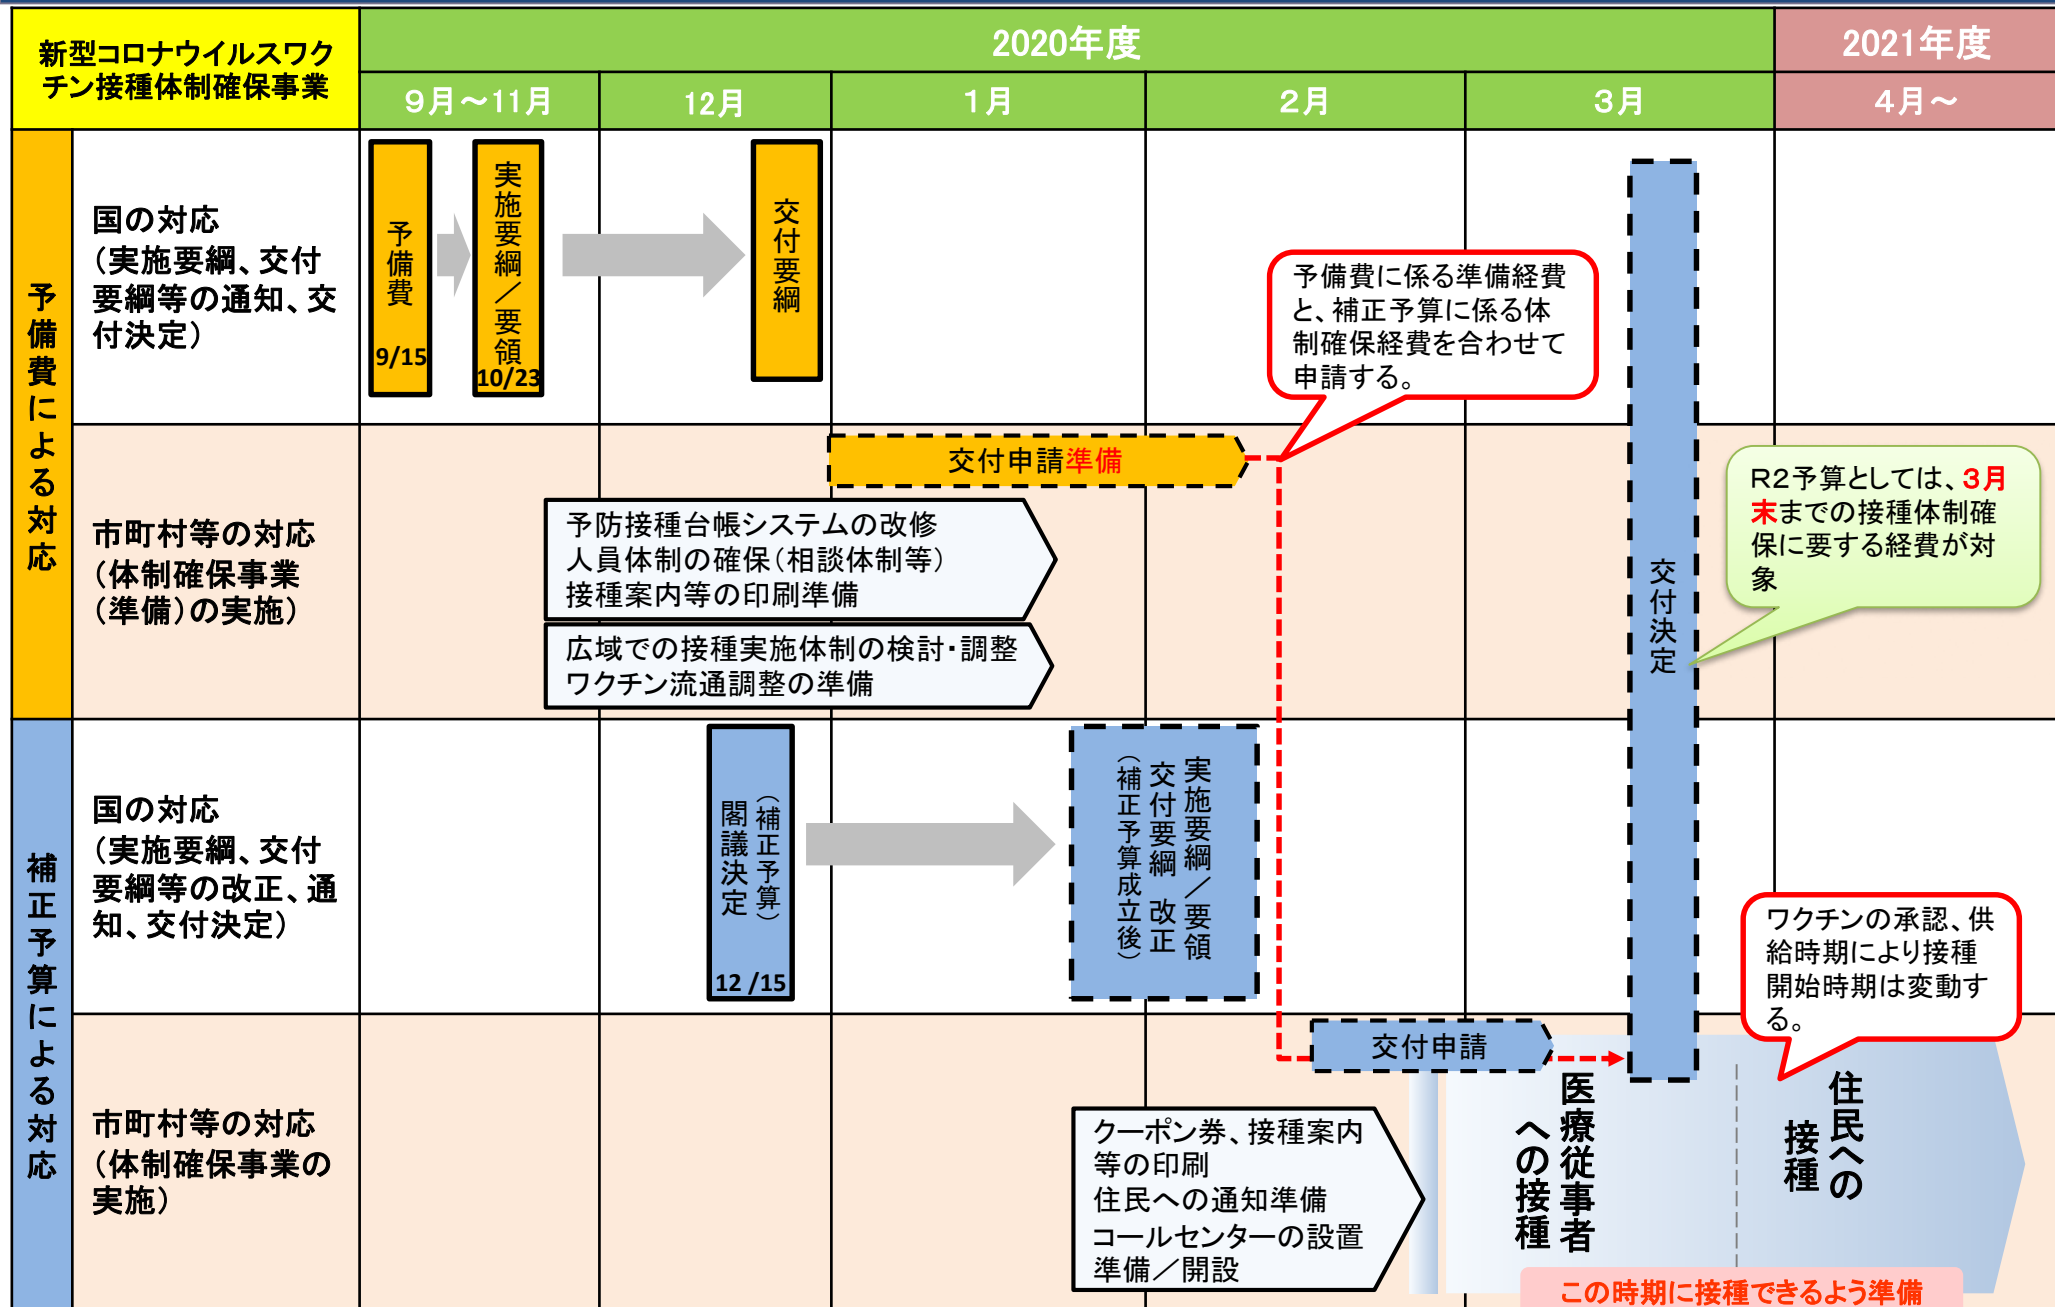 新型コロナウイルスワク
チン接種体制確保事業
2020年度
2021年度
9月～11月
12月
1月
2月
3月
4月～
予備費による対応
国の対応
（実施要綱、交付
要綱等の通知、交
付決定）
予備費
9/15
実施要綱／要領
10/23
交付要綱
予備費に係る準備経費
と、補正予算に係る体
制確保経費を合わせて
申請する。
市町村等の対応
（体制確保事業
（準備）の実施）
交付申請準備
予防接種台帳システムの改修
人員体制の確保（相談体制等）
接種案内等の印刷準備
広域での接種実施体制の検討・調整
ワクチン流通調整の準備
交付決定
R2予算としては、3月
末までの接種体制確
保に要する経費が対
象
補正予算による対応
国の対応
（実施要綱、交付
要綱等の改正、通
知、交付決定）
（補正予算）
閣議決定
12 /15
実施要綱／要領
交付要綱　改正
（補正予算成立後）
ワクチンの承認、供
給時期により接種
開始時期は変動す
る。
市町村等の対応
（体制確保事業の
実施）
交付申請
クーポン券、接種案内
等の印刷
住民への通知準備
コールセンターの設置
準備／開設
医療従事者
への接種
住民への
接種
この時期に接種できるよう準備